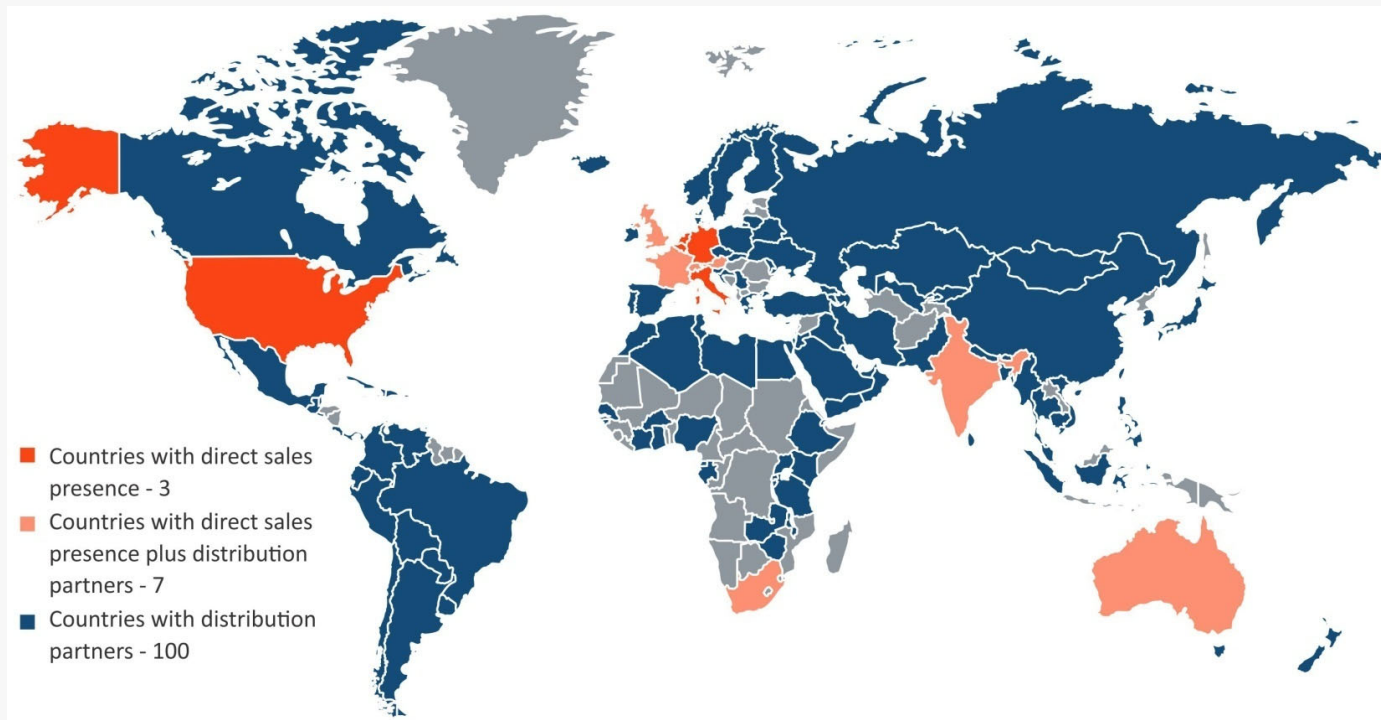 Countries with direct sales
presence - 3
Countries with direct sales
presence plus distribution
partners - 7
Countries with distribution
partners - 100